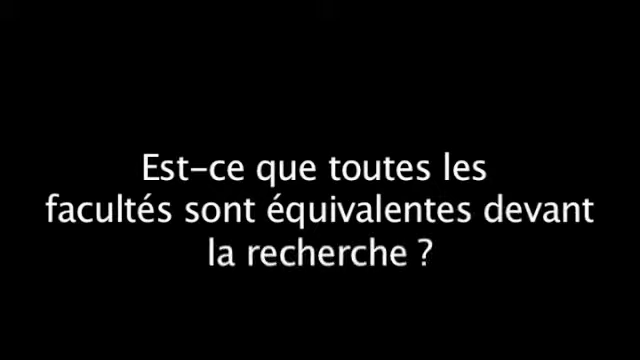 Est-ce que toutes les
facultés sont équivalentes devant
la recherche ?